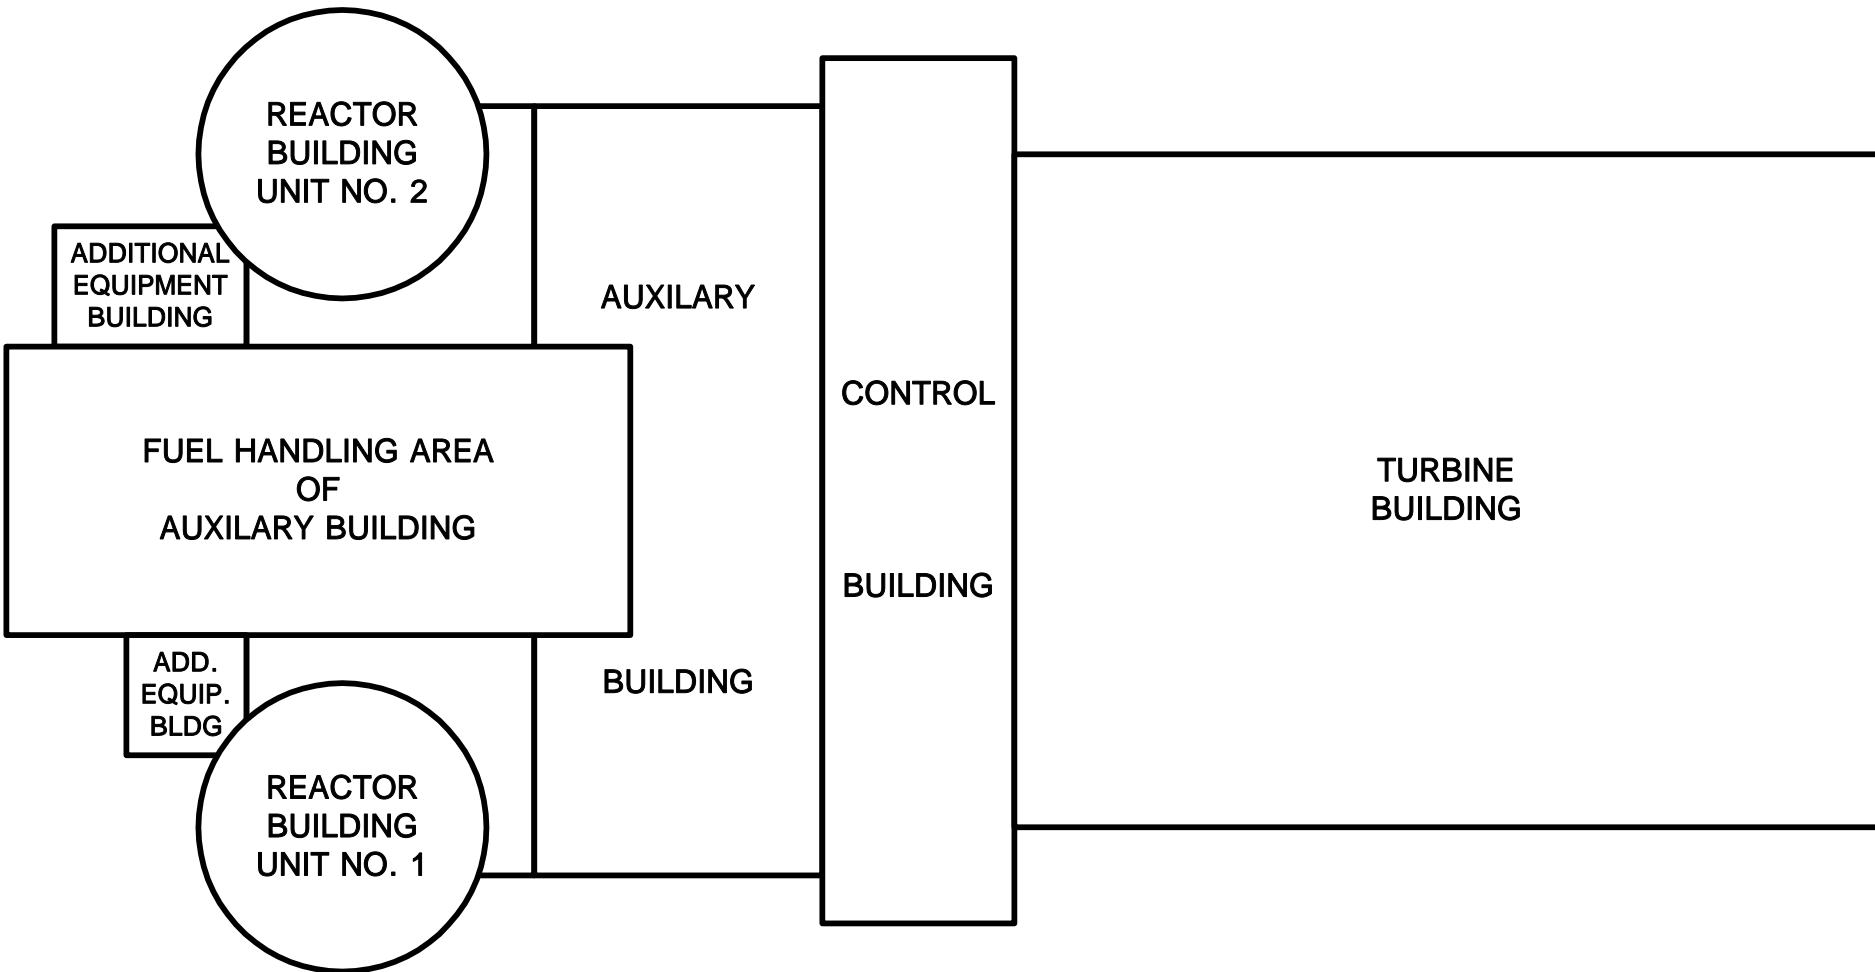 REACTOR
BUILDING
UNIT NO. 2
ADDITIONAL
EQUIPMENT
BUILDING
AUXILARY
CONTROL
FUEL HANDLING AREA
OF
AUXILARY BUILDING
TURBINE
BUILDING
BUILDING
ADD.
EQUIP.
BLDG
BUILDING
REACTOR
BUILDING
UNIT NO. 1